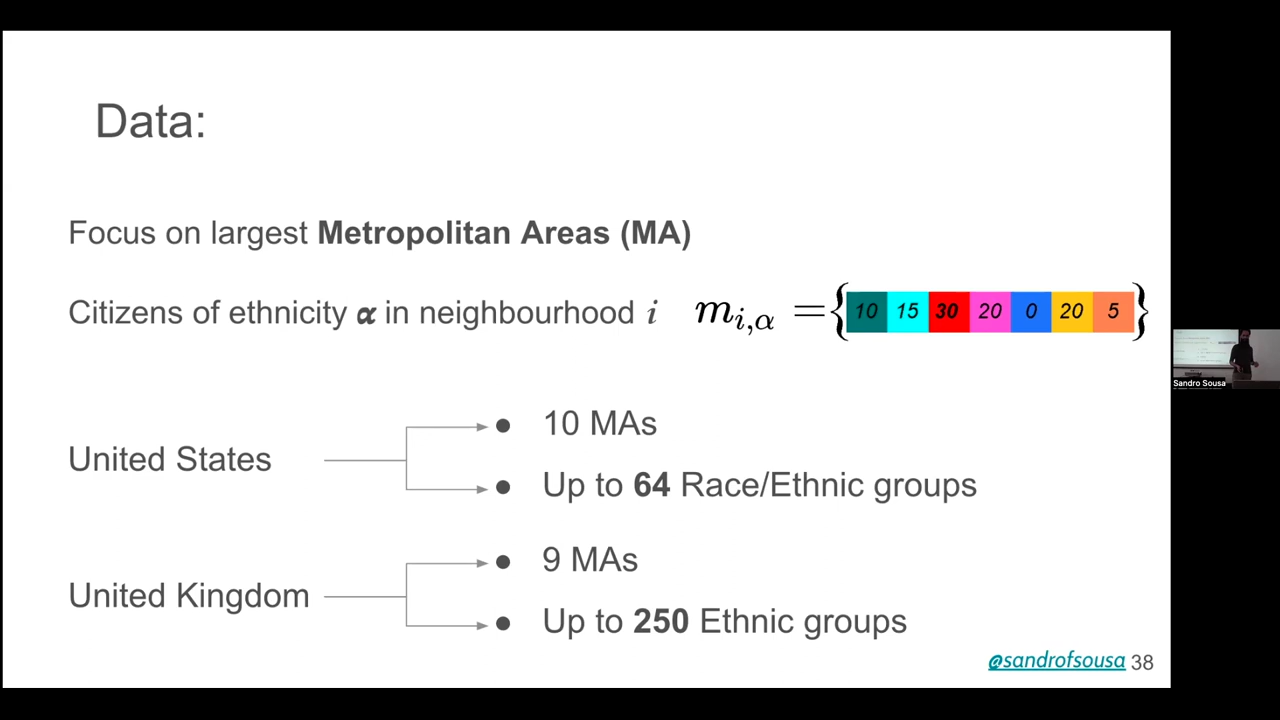 Data:
Focus on largest Metropolitan Areas (MA)
Citizens of ethnicity α in neighbourhood i m_{i,α} = { 10 15 30 20 0 20 5 }
United States
● 10 MAs
● Up to 64 Race/Ethnic groups
United Kingdom
● 9 MAs
● Up to 250 Ethnic groups
@sandrofsousa 38
Sandro Sousa